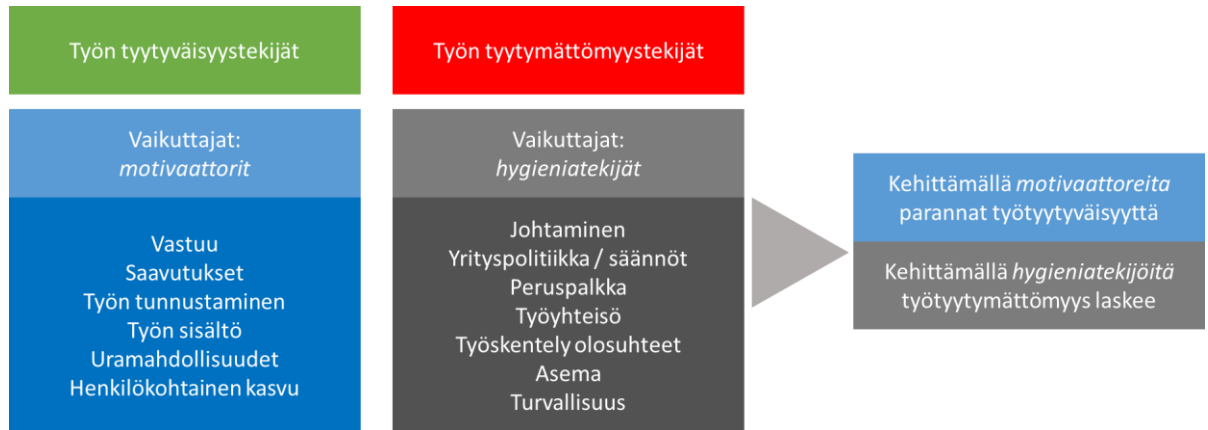 Työn tyytyväisyystekijät
Työn tyytymättömyystekijät
Vaikuttajat:
motivaattorit
Vastuu
Saavutukset
Työn tunnustaminen
Työn sisältö
Uramahdollisuudet
Henkilökohtainen kasvu
Vaikuttajat:
hygieniatekijät
Johtaminen
Yrityspolitiikka / säännöt
Peruspalkka
Työyhteisö
Työskentely olosuhteet
Asema
Turvallisuus
Kehittämällä motivaattoreita
parannat työtyytyväisyyttä
Kehittämällä hygieniatekijöitä
työtyytymättömyys laskee